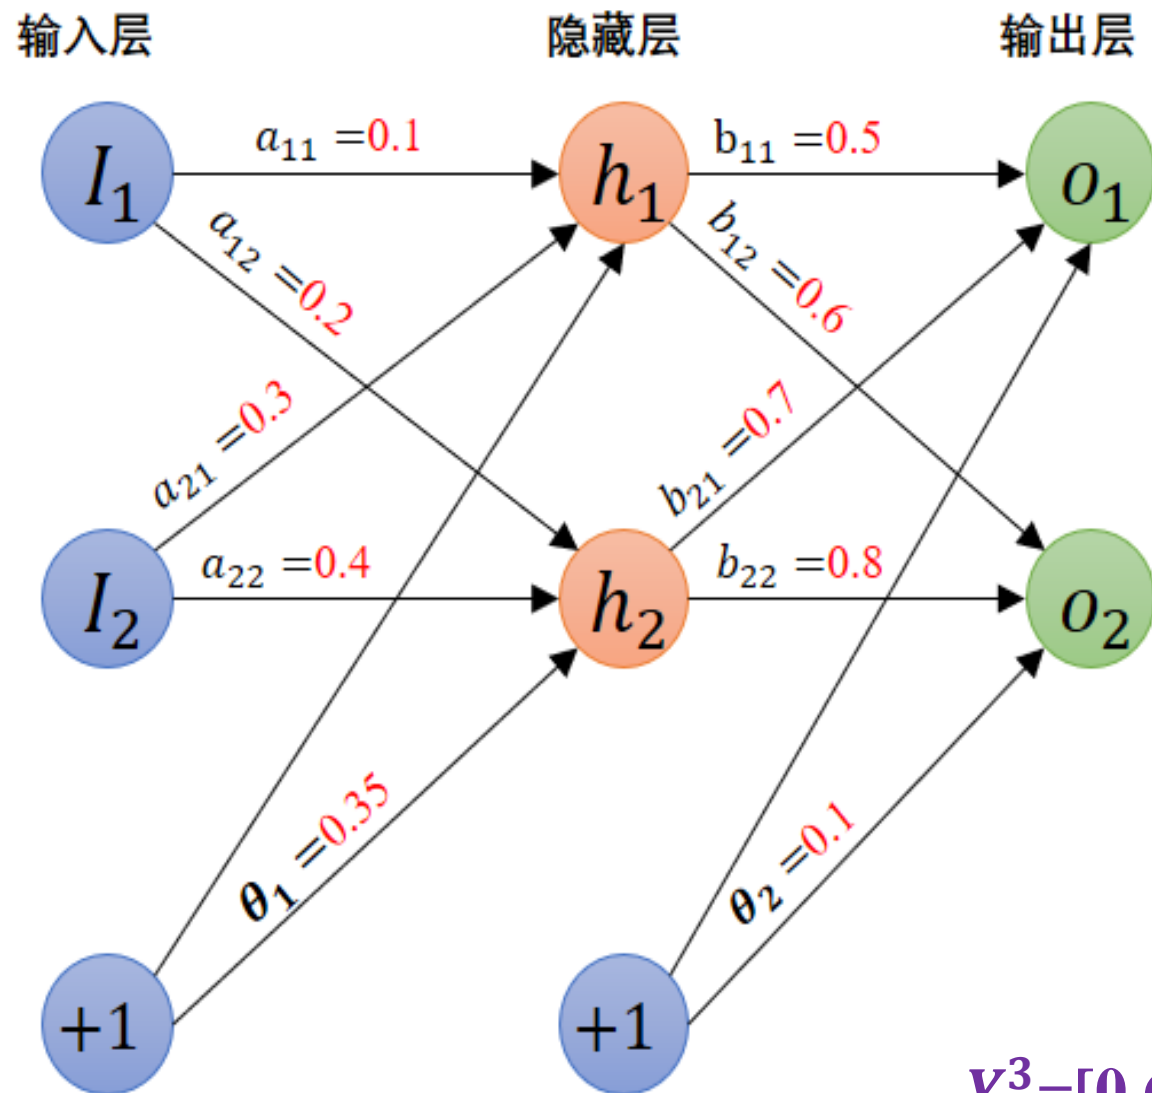 输入层 隐藏层 输出层
a₁₁ =0.1
b₁₁ =0.5
I₁
h₁
o₁
a₁₂ =0.2
b₁₂ =0.6
a₂₁ =0.3
b₂₁ =0.7
a₂₂ =0.4
b₂₂ =0.8
I₂
h₂
o₂
θ₁ =0.35
θ₂ =0.1
+1
+1